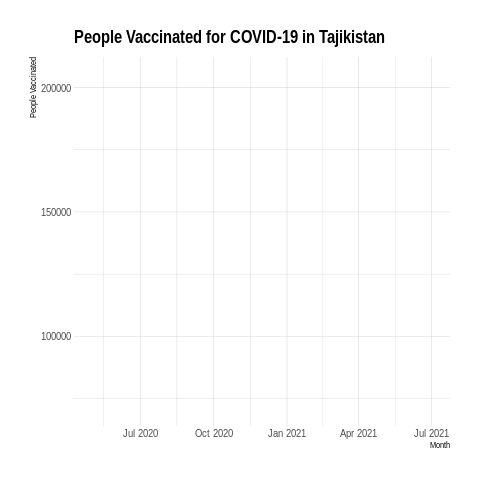 People Vaccinated for COVID-19 in Tajikistan
People Vaccinated
200000
150000
100000
Jul 2020 Oct 2020 Jan 2021 Apr 2021 Jul 2021
Month